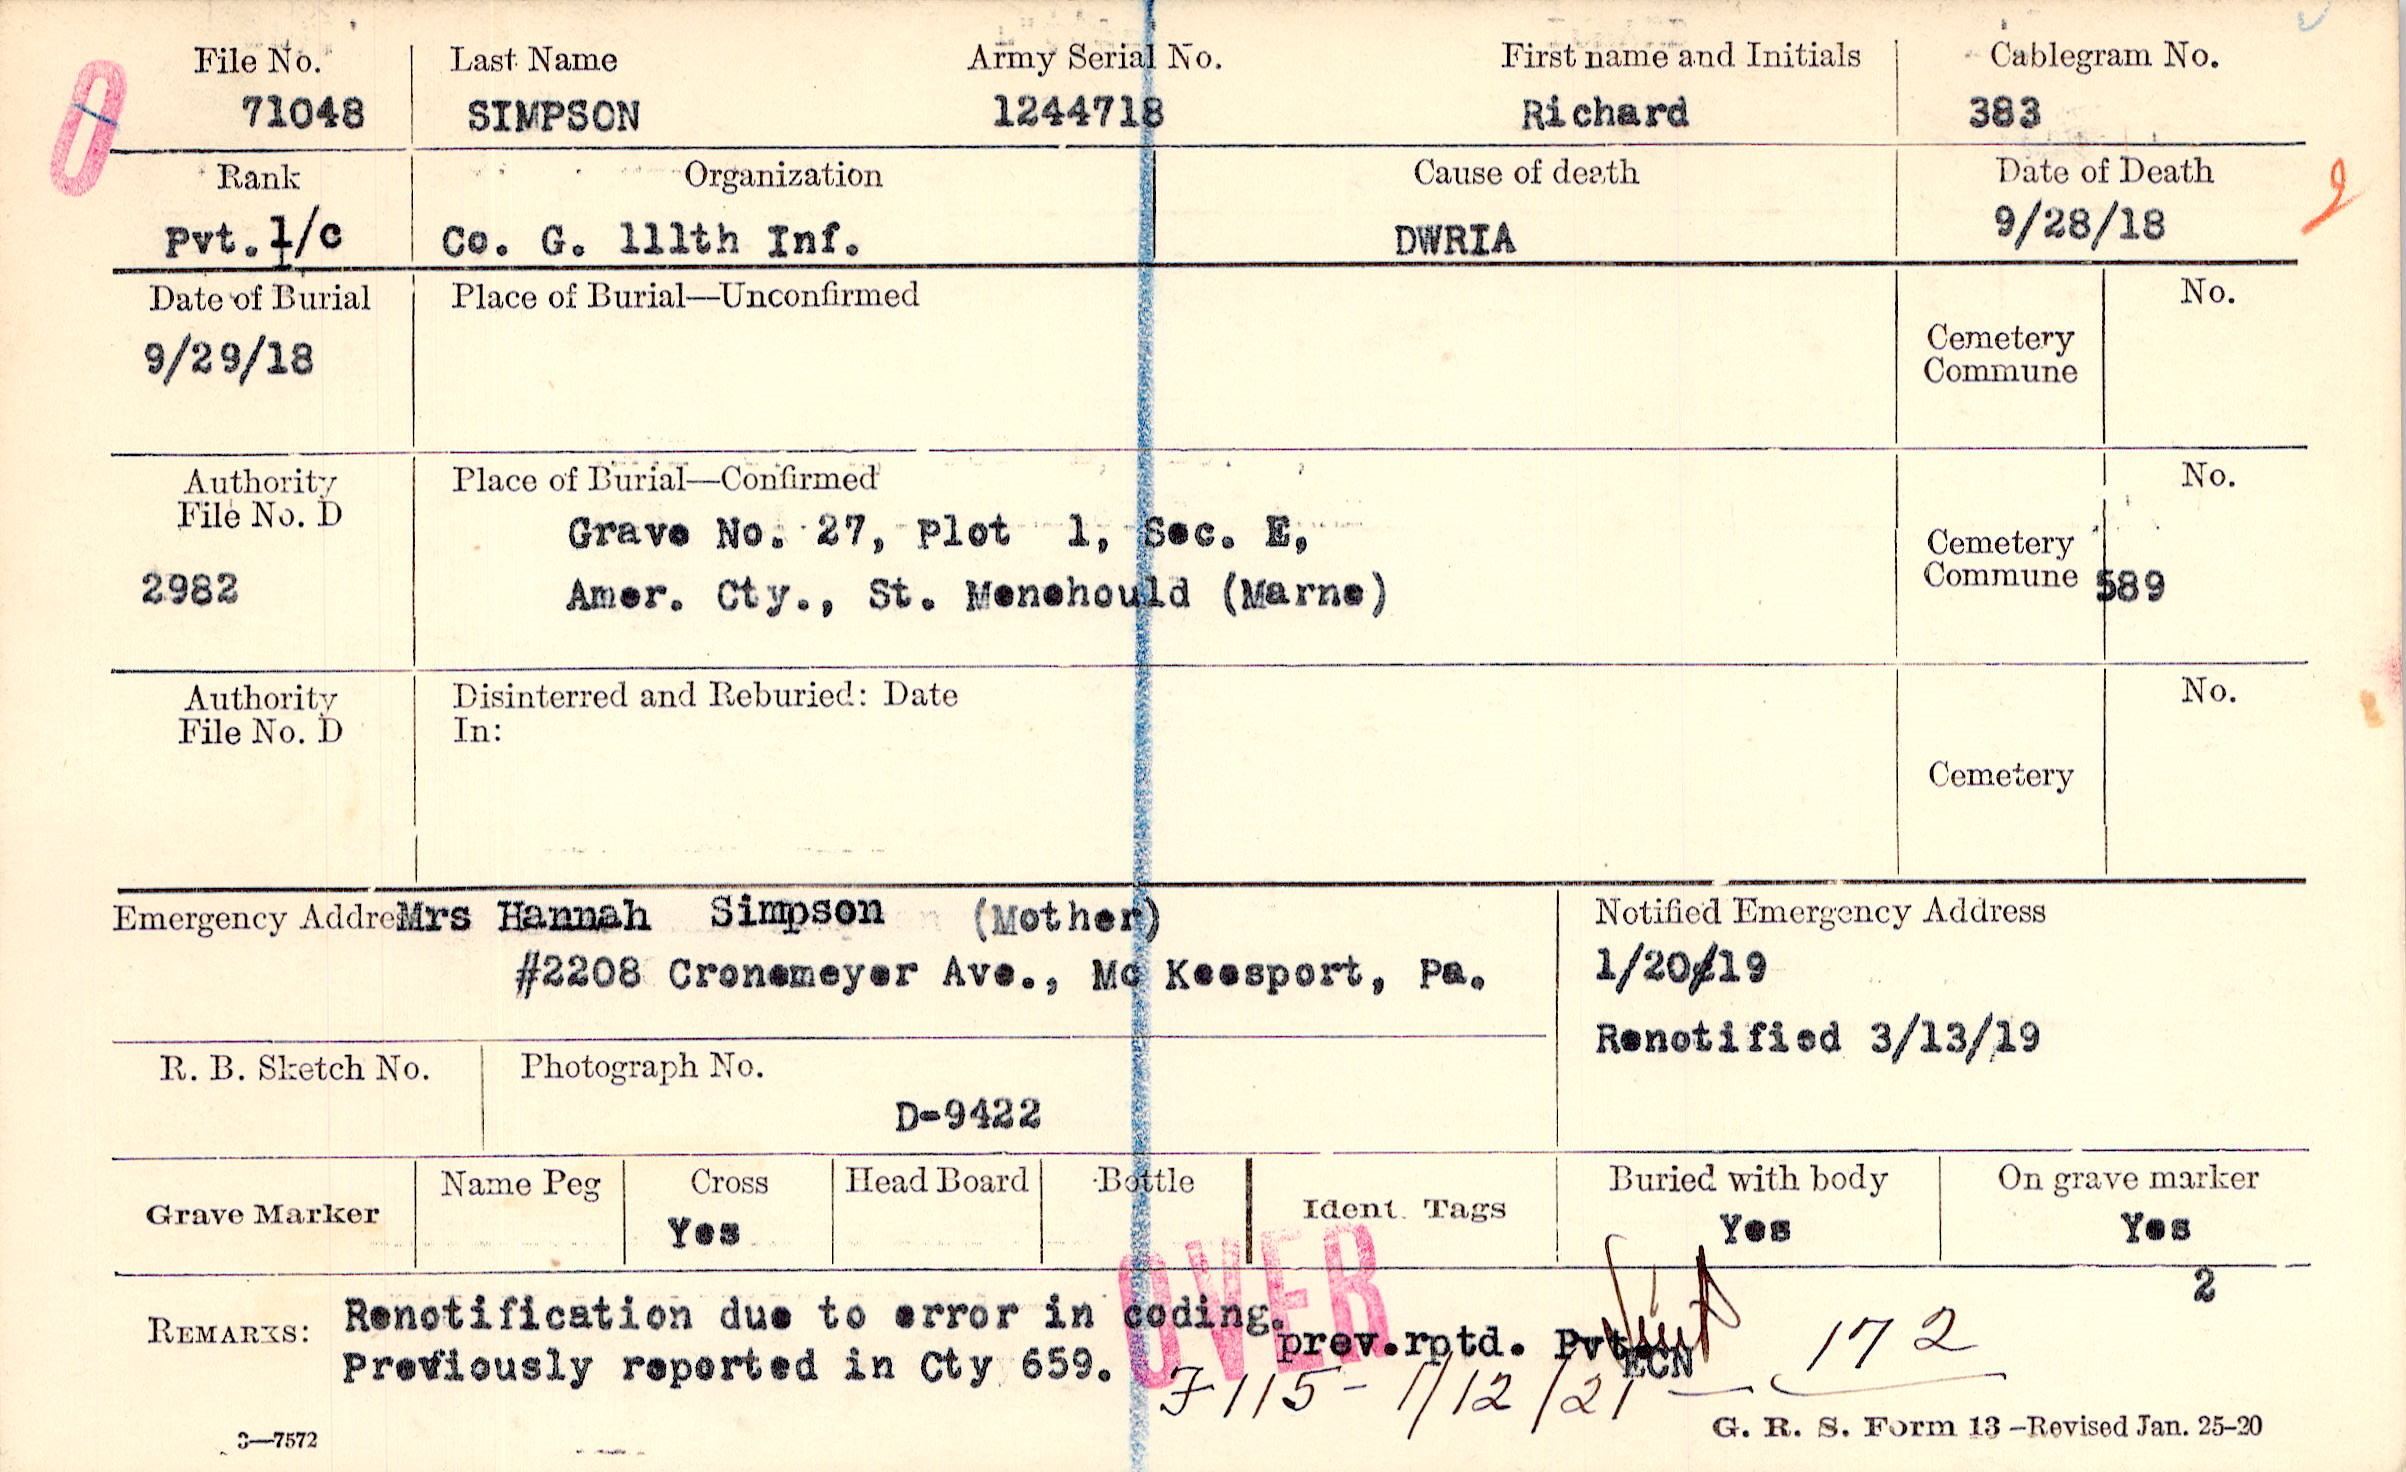 File No. Last Name Army Serial No. First name and Initials Cablegram No.
71048 SIMPSON 1244718 Richard 383
Rank Organization Cause of death Date of Death
Pvt. 1/c Co. G. 111th Inf. DWRIA 9/28/18
Date of Burial Place of Burial—Unconfirmed No.
9/29/18
Cemetery
Commune
Authority Place of Burial—Confirmed No.
File No. D
Grave No. 27, Plot 1, Sec. E,
Cemetery
Commune 589
2982 Amer. Cty., St. Menehould (Marne)
Authority Disinterred and Reburied: Date No.
File No. D In:
Cemetery
Emergency Addre Mrs Hannah Simpson (Mother) Notified Emergency Address
#2208 Cronemeyer Ave., Mc Keesport, Pa. 1/20/19
Renotified 3/13/19
R. B. Sketch No. Photograph No.
D-9422
Grave Marker Name Peg Cross Head Board Bottle Ident. Tags Buried with body On grave marker
Yes Yes Yes
2
OVER
REMARKS: Renotification due to error in coding.
prev.rptd. Pvt
Previously reported in Cty 659. ECN 172
F115- 1/12/21
3—7572 G. R. S. Form 13—Revised Jan. 25-20